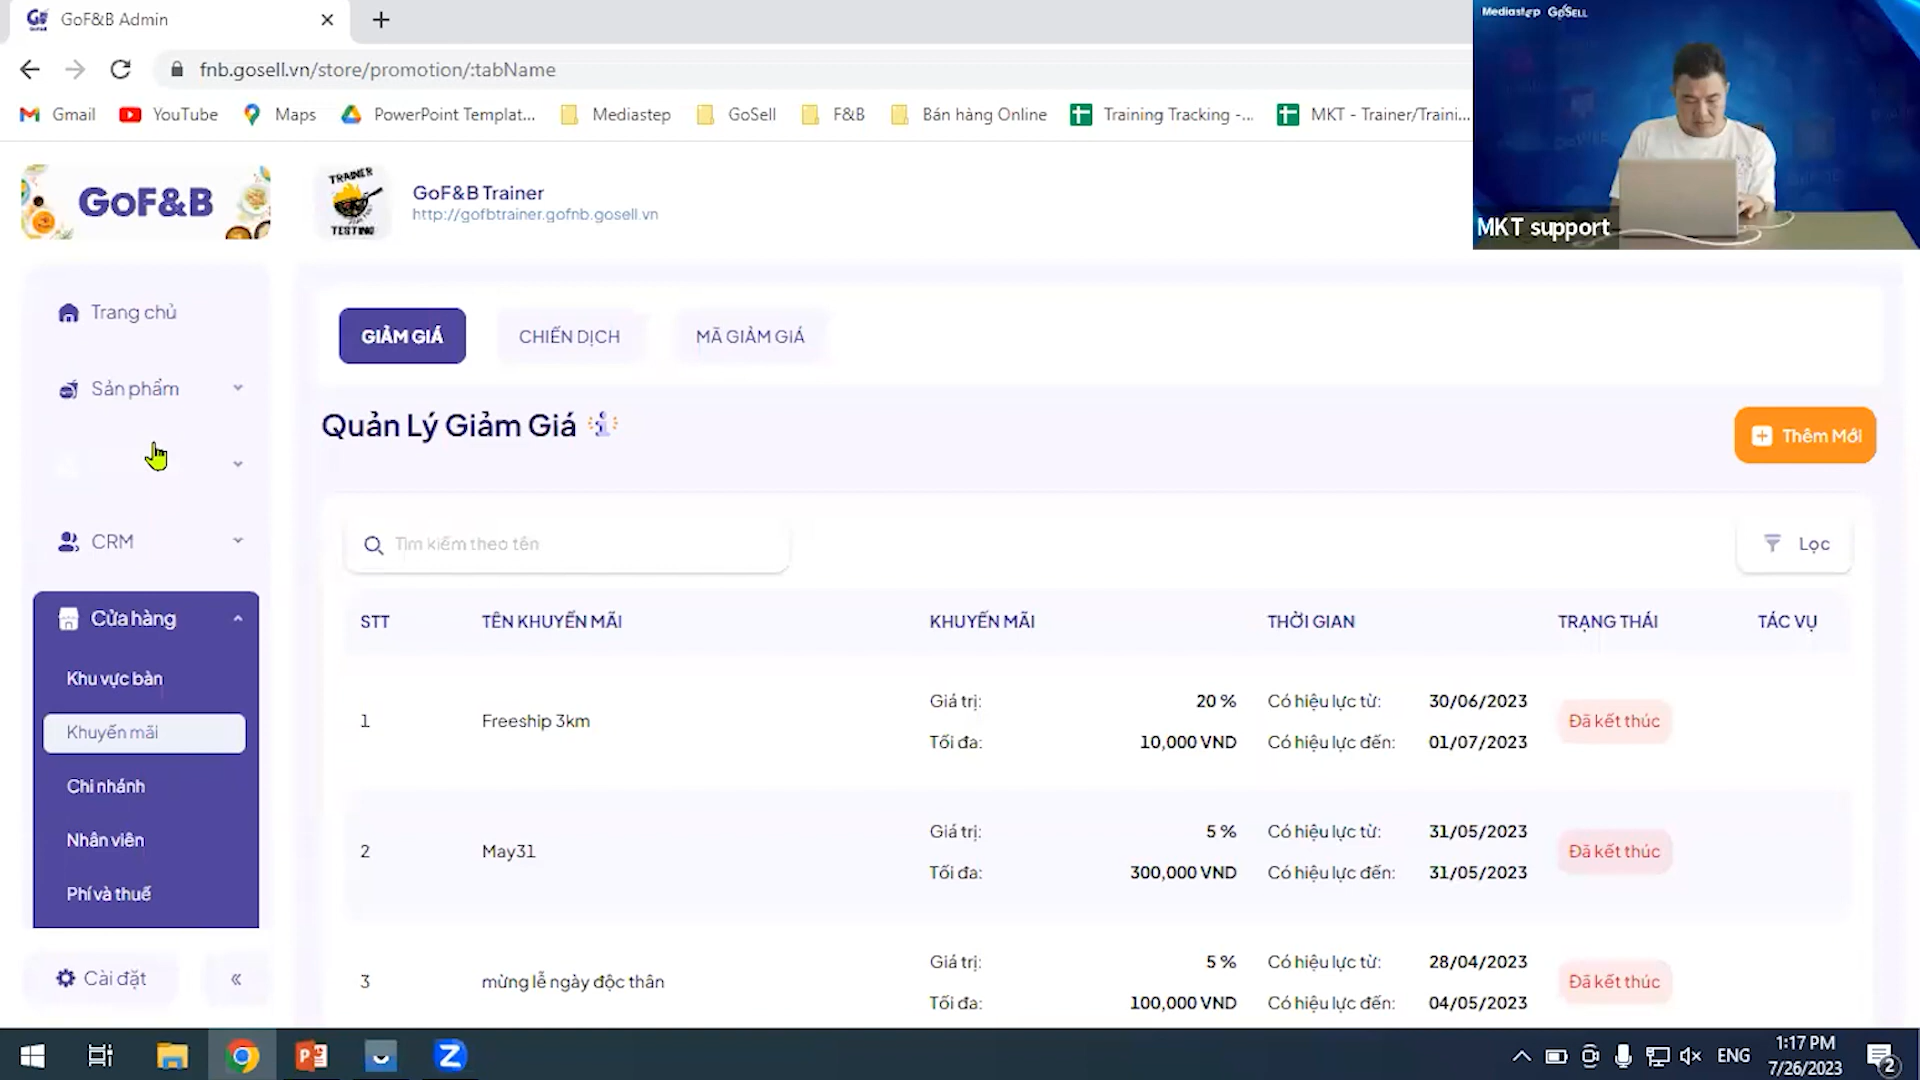 GoF&B Admin
fnb.gosell.vn/store/promotion/:tabName
Gmail
YouTube
Maps
PowerPoint Templat...
Mediastep
GoSell
F&B
Bán hàng Online
Training Tracking -...
MKT - Trainer/Traini...
Mediastep GoSELL
MKT support
GoF&B
TRAINER
TESTING
GoF&B Trainer
http://gofbtrainer.gofnb.gosell.vn
Trang chủ
Sản phẩm
CRM
Cửa hàng
Khu vực bàn
Khuyến mãi
Chi nhánh
Nhân viên
Phí và thuế
Cài đặt
GIẢM GIÁ
CHIẾN DỊCH
MÃ GIẢM GIÁ
Quản Lý Giảm Giá
Thêm Mới
Tìm kiếm theo tên
Lọc
STT TÊN KHUYẾN MÃI KHUYẾN MÃI THỜI GIAN TRẠNG THÁI TÁC VỤ
1 Freeship 3km Giá trị: 20 % Có hiệu lực từ: 30/06/2023 Đã kết thúc
Tối đa: 10,000 VND Có hiệu lực đến: 01/07/2023
2 May31 Giá trị: 5 % Có hiệu lực từ: 31/05/2023 Đã kết thúc
Tối đa: 300,000 VND Có hiệu lực đến: 31/05/2023
3 mừng lễ ngày độc thân Giá trị: 5 % Có hiệu lực từ: 28/04/2023 Đã kết thúc
Tối đa: 100,000 VND Có hiệu lực đến: 04/05/2023
ENG
1:17 PM
7/26/2023
2